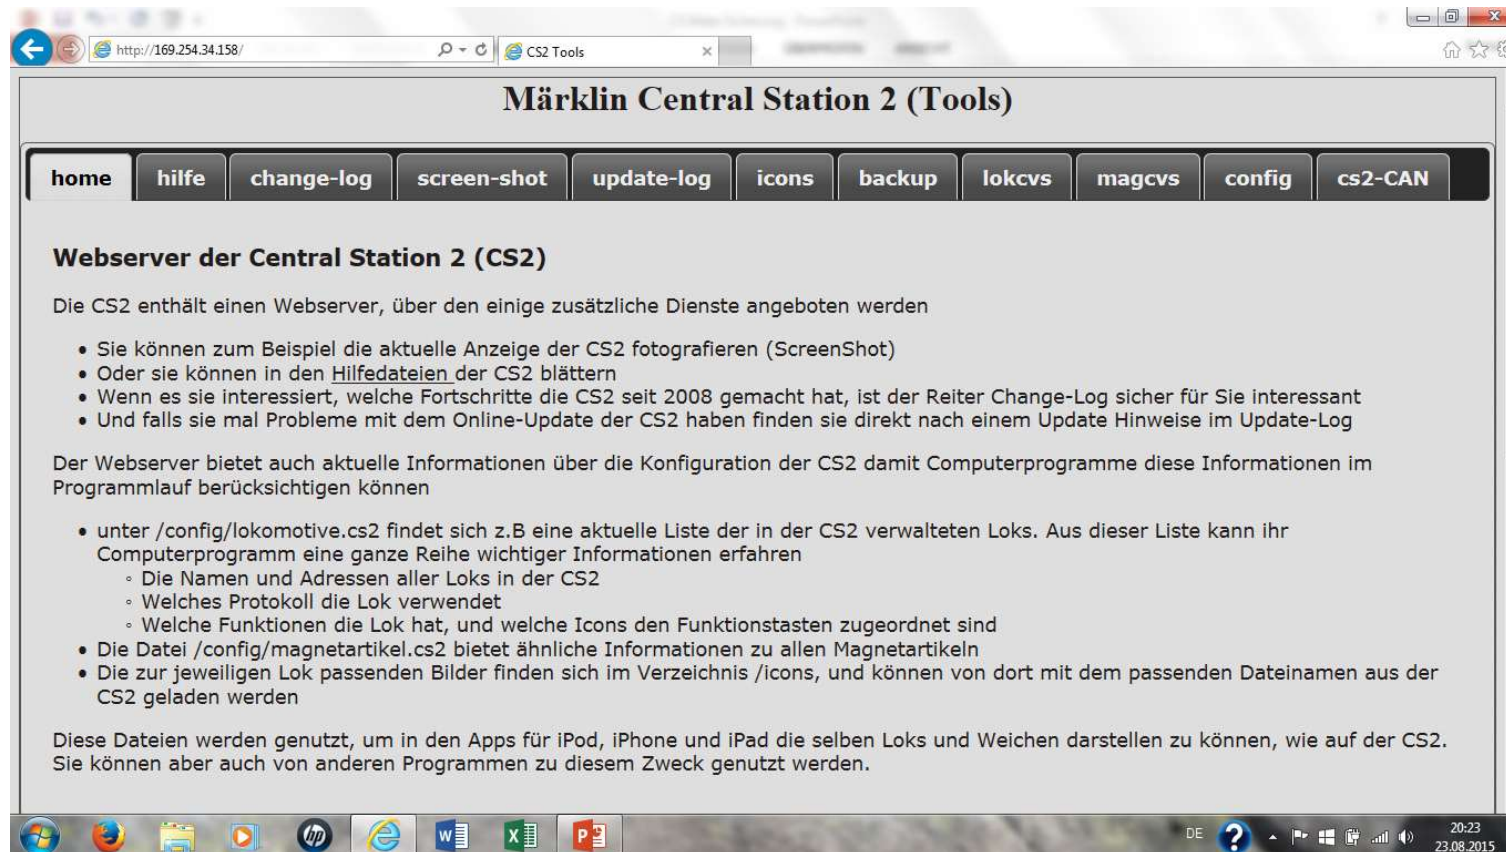 http://169.254.34.158/
CS2 Tools
Märklin Central Station 2 (Tools)
home hilfe change-log screen-shot update-log icons backup lokcvs magcvs config cs2-CAN
Webserver der Central Station 2 (CS2)
Die CS2 enthält einen Webserver, über den einige zusätzliche Dienste angeboten werden
• Sie können zum Beispiel die aktuelle Anzeige der CS2 fotografieren (ScreenShot)
• Oder sie können in den Hilfedateien der CS2 blättern
• Wenn es sie interessiert, welche Fortschritte die CS2 seit 2008 gemacht hat, ist der Reiter Change-Log sicher für Sie interessant
• Und falls sie mal Probleme mit dem Online-Update der CS2 haben finden sie direkt nach einem Update Hinweise im Update-Log
Der Webserver bietet auch aktuelle Informationen über die Konfiguration der CS2 damit Computerprogramme diese Informationen im
Programmlauf berücksichtigen können
• unter /config/lokomotive.cs2 findet sich z.B eine aktuelle Liste der in der CS2 verwalteten Loks. Aus dieser Liste kann ihr
Computerprogramm eine ganze Reihe wichtiger Informationen erfahren
◦ Die Namen und Adressen aller Loks in der CS2
◦ Welches Protokoll die Lok verwendet
◦ Welche Funktionen die Lok hat, und welche Icons den Funktionstasten zugeordnet sind
• Die Datei /config/magnetartikel.cs2 bietet ähnliche Informationen zu allen Magnetartikeln
• Die zur jeweiligen Lok passenden Bilder finden sich im Verzeichnis /icons, und können von dort mit dem passenden Dateinamen aus der
CS2 geladen werden
Diese Dateien werden genutzt, um in den Apps für iPod, iPhone und iPad die selben Loks und Weichen darstellen zu können, wie auf der CS2.
Sie können aber auch von anderen Programmen zu diesem Zweck genutzt werden.
DE
20:23
23.08.2015